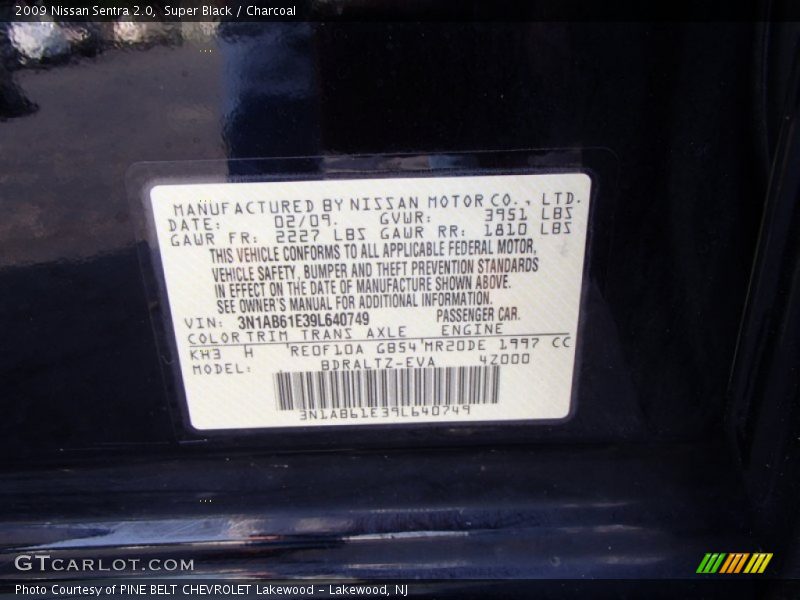 2009 Nissan Sentra 2.0,  Super Black / Charcoal
MANUFACTURED BY NISSAN MOTOR CO., LTD.
DATE: 02/09. GVWR: 3951 LBS
GAWR FR: 2227 LBS GAWR RR: 1810 LBS
THIS VEHICLE CONFORMS TO ALL APPLICABLE FEDERAL MOTOR,
VEHICLE SAFETY, BUMPER AND THEFT PREVENTION STANDARDS
IN EFFECT ON THE DATE OF MANUFACTURE SHOWN ABOVE.
SEE OWNER'S MANUAL FOR ADDITIONAL INFORMATION.
VIN: 3N1AB61E39L640749 PASSENGER CAR.
COLOR TRIM TRANS AXLE ENGINE
KH3 H RE0F10A GB54 MR20DE 1997 CC
MODEL: BDRALTZ-EVA 4Z000
3N1AB61E39L640749
GTCARLOT.COM
Photo Courtesy of PINE BELT CHEVROLET Lakewood - Lakewood, NJ